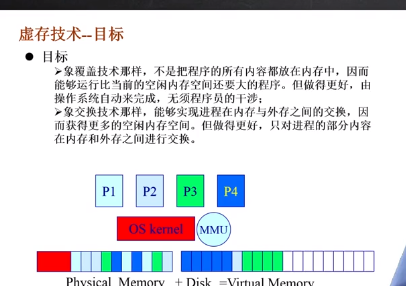 虚存技术--目标
● 目标
➢象覆盖技术那样，不是把程序的所有内容都放在内存中，因而
能够运行比当前的空闲内存空间还要大的程序。但做得更好，由
操作系统自动来完成，无须程序员的干涉；
➢象交换技术那样，能够实现进程在内存与外存之间的交换，因
而获得更多的空闲内存空间。但做得更好，只对进程的部分内容
在内存和外存之间进行交换。
P1 P2 P3 P4
OS kernel MMU
Physical Memory + Disk =Virtual Memory